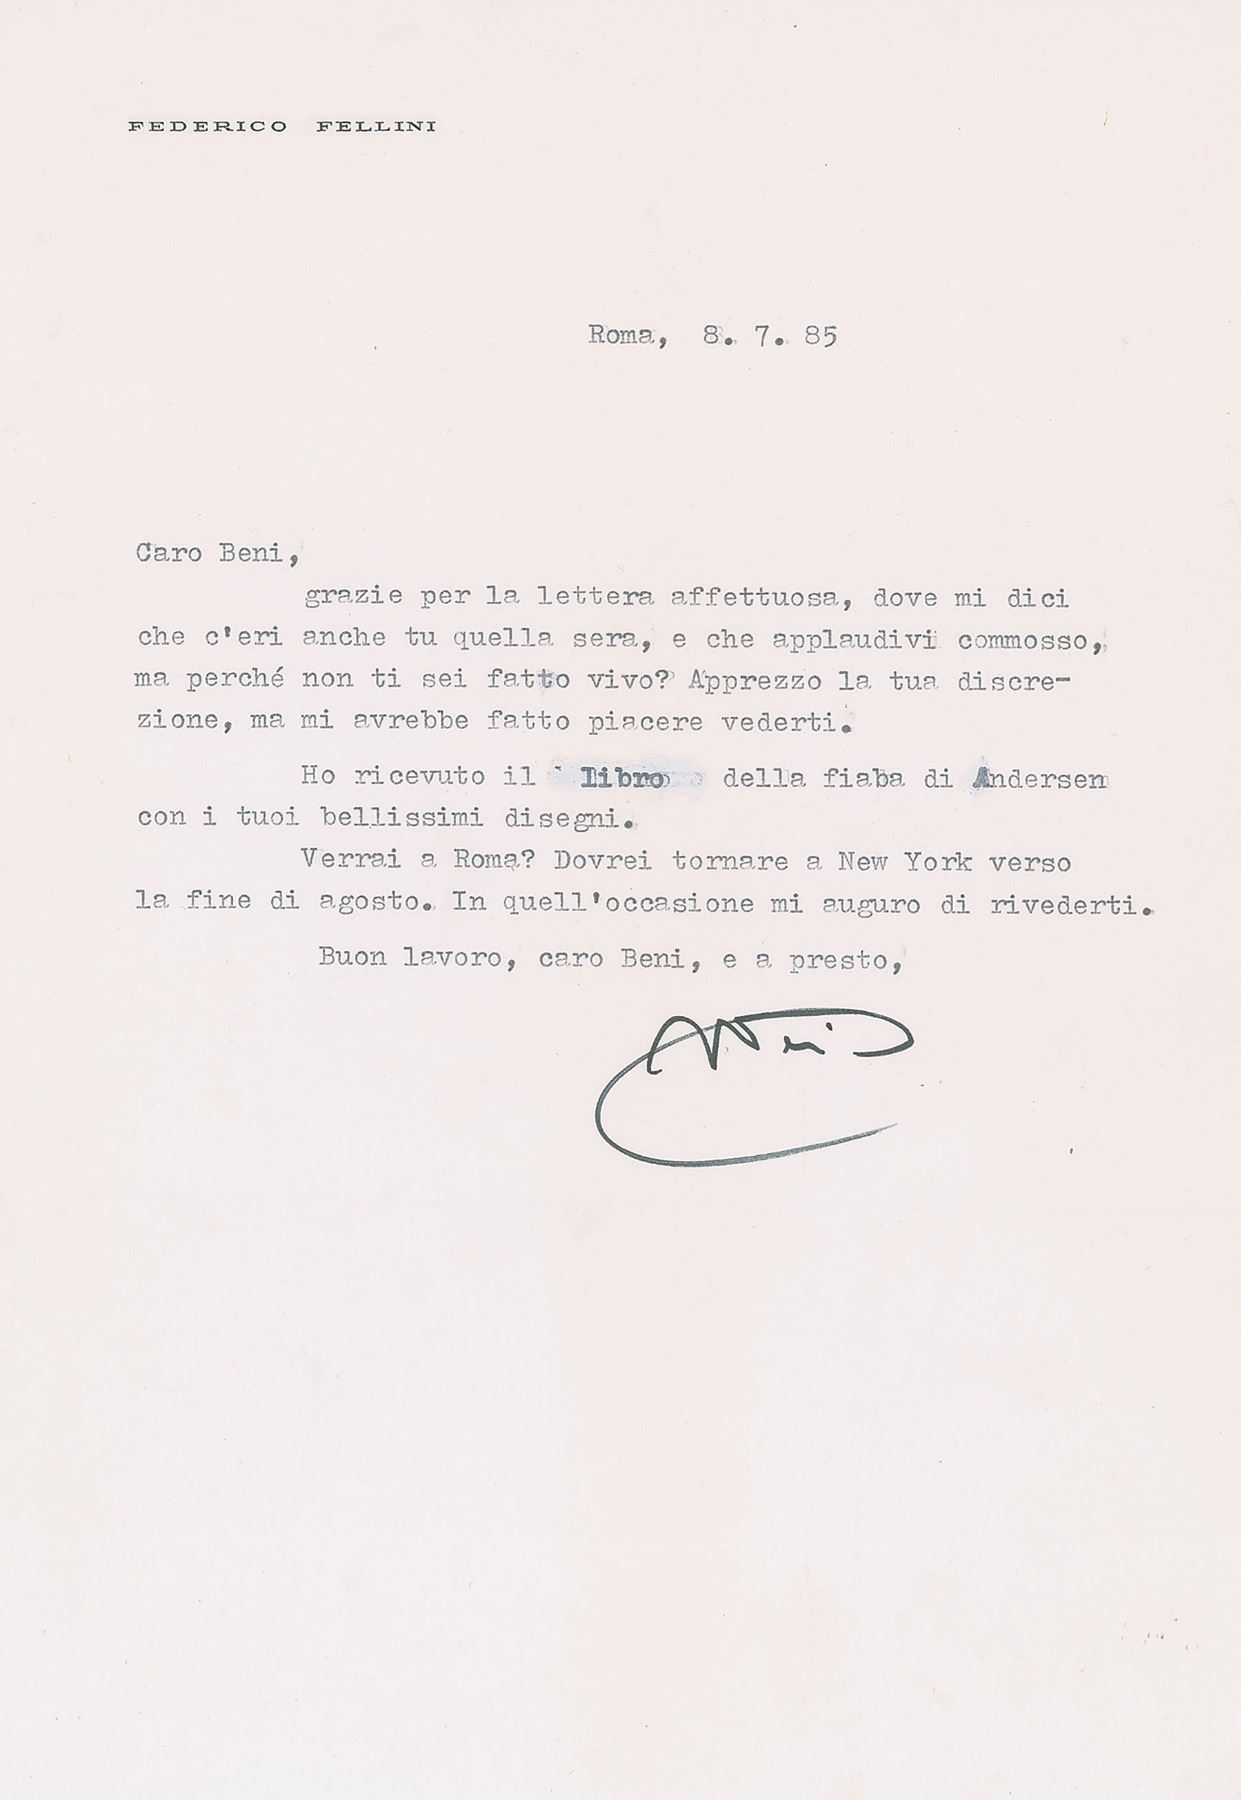 FEDERICO FELLINI
Roma, 8. 7. 85
Caro Beni,
grazie per la lettera affettuosa, dove mi dici
che c'eri anche tu quella sera, e che applaudivi commosso,
ma perché non ti sei fatto vivo? Apprezzo la tua discre-
zione, ma mi avrebbe fatto piacere vederti.
Ho ricevuto il libro della fiaba di Andersen
con i tuoi bellissimi disegni.
Verrai a Roma? Dovrei tornare a New York verso
la fine di agosto. In quell'occasione mi auguro di rivederti.
Buon lavoro, caro Beni, e a presto,